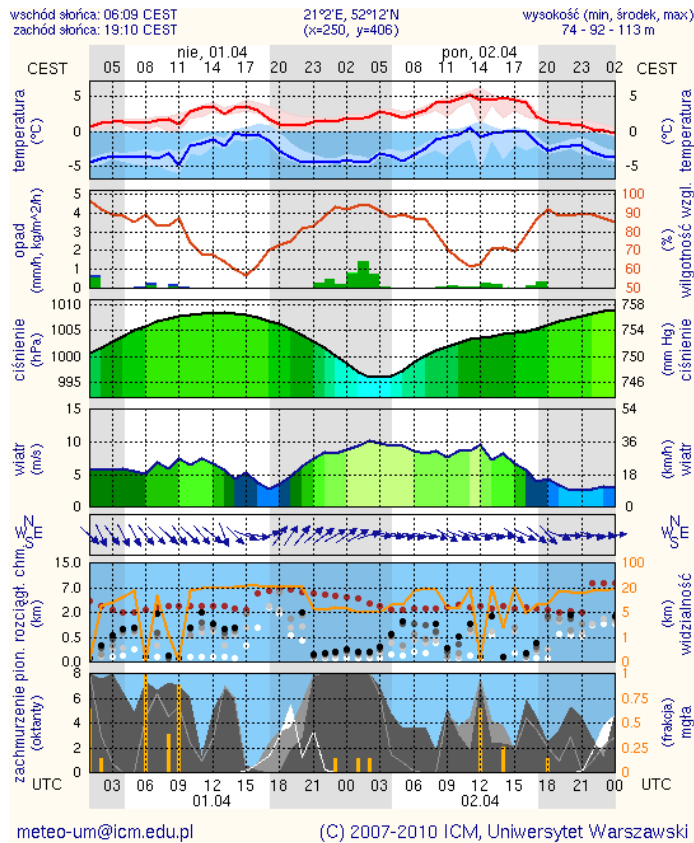 wschód słońca: 06:09 CEST 21°2'E, 52°12'N wysokość (min, środek, max)
zachód słońca: 19:10 CEST (x=250, y=406) 74 - 92 - 113 m
nie, 01.04 pon, 02.04
CEST 05 08 11 14 17 20 23 02 05 08 11 14 17 20 23 02 CEST
temperatura (°C)
5
0
-5
5
0
-5
temperatura (°C)
opad (mm/h, kg/m^2/h)
5
4
3
2
1
0
100
90
80
70
60
50
wilgotność wzgl. (%)
ciśnienie (hPa)
1010
1005
1000
995
758
754
750
746
ciśnienie (mm Hg)
wiatr (m/s)
15
10
5
0
54
36
18
0
wiatr (km/h)
N
W E
S
N
W E
S
pion. rozciągł. chm. (km)
15.0
7.0
2.0
0.5
0.0
100
20
5
1
0
widzialność (km)
zachmurzenie (oktanty)
8
6
4
2
0
1
0.75
0.5
0.25
0
mgła (frakcja)
UTC 03 06 09 12 15 18 21 00 03 06 09 12 15 18 21 00 UTC
01.04 02.04
meteo-um@icm.edu.pl (C) 2007-2010 ICM, Uniwersytet Warszawski